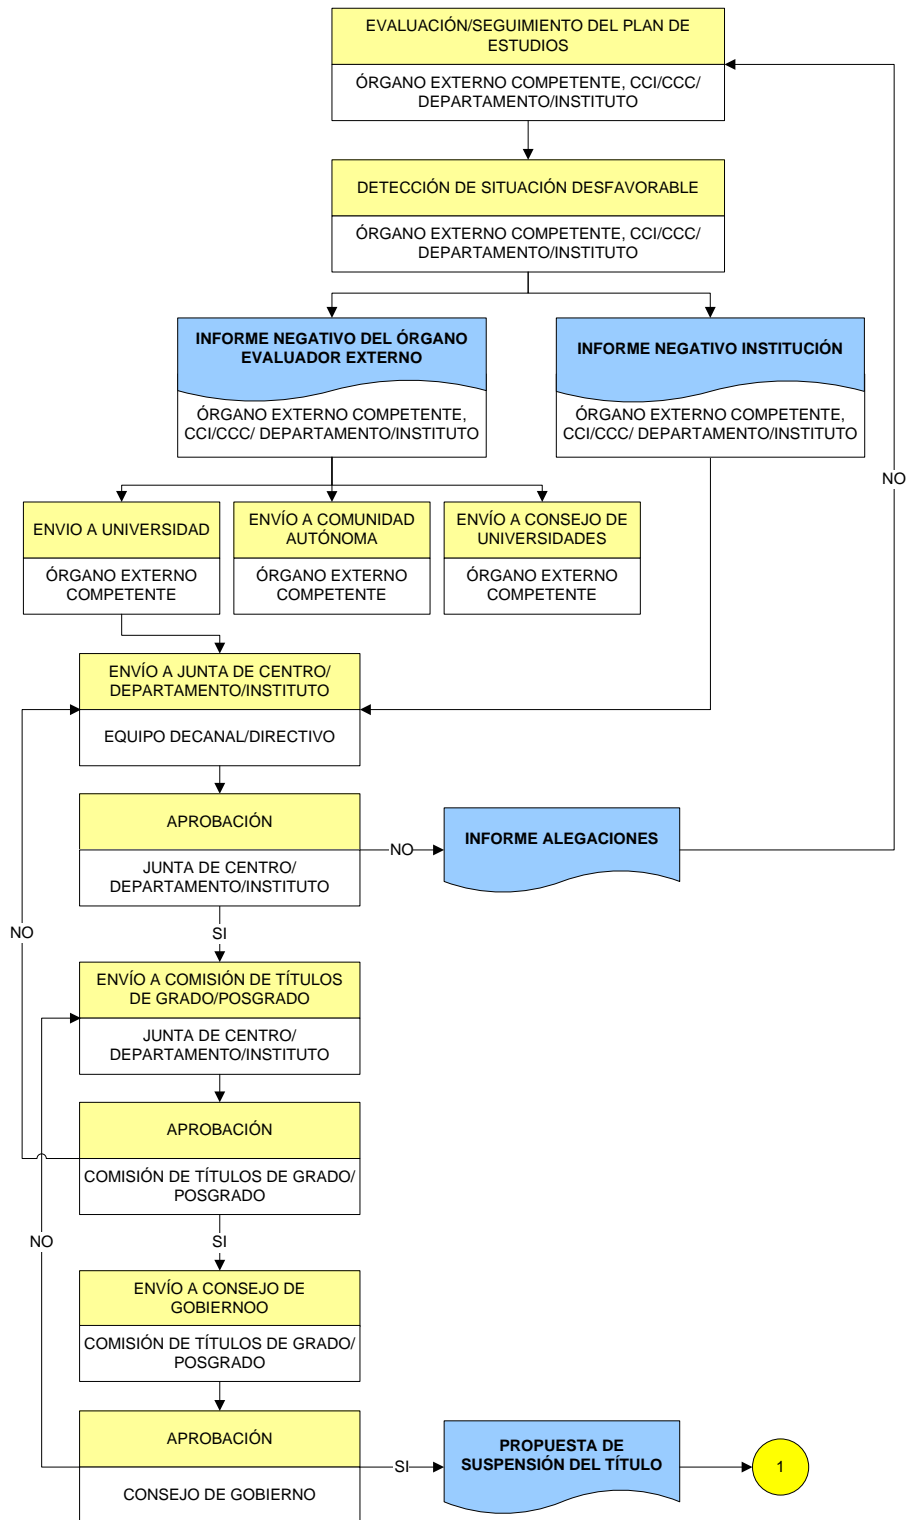 EVALUACIÓN/SEGUIMIENTO DEL PLAN DE
ESTUDIOS
ÓRGANO EXTERNO COMPETENTE, CCI/CCC/
DEPARTAMENTO/INSTITUTO
DETECCIÓN DE SITUACIÓN DESFAVORABLE
ÓRGANO EXTERNO COMPETENTE, CCI/CCC/
DEPARTAMENTO/INSTITUTO
INFORME NEGATIVO DEL ÓRGANO
EVALUADOR EXTERNO
ÓRGANO EXTERNO COMPETENTE,
CCI/CCC/ DEPARTAMENTO/INSTITUTO
INFORME NEGATIVO INSTITUCIÓN
ÓRGANO EXTERNO COMPETENTE,
CCI/CCC/ DEPARTAMENTO/INSTITUTO
NO
ENVIO A UNIVERSIDAD
ÓRGANO EXTERNO
COMPETENTE
ENVÍO A COMUNIDAD
AUTÓNOMA
ÓRGANO EXTERNO
COMPETENTE
ENVÍO A CONSEJO DE
UNIVERSIDADES
ÓRGANO EXTERNO
COMPETENTE
ENVÍO A JUNTA DE CENTRO/
DEPARTAMENTO/INSTITUTO
EQUIPO DECANAL/DIRECTIVO
APROBACIÓN
JUNTA DE CENTRO/
DEPARTAMENTO/INSTITUTO
NO
INFORME ALEGACIONES
NO
SI
ENVÍO A COMISIÓN DE TÍTULOS
DE GRADO/POSGRADO
JUNTA DE CENTRO/
DEPARTAMENTO/INSTITUTO
APROBACIÓN
COMISIÓN DE TÍTULOS DE GRADO/
POSGRADO
NO
SI
ENVÍO A CONSEJO DE
GOBIERNOO
COMISIÓN DE TÍTULOS DE GRADO/
POSGRADO
APROBACIÓN
CONSEJO DE GOBIERNO
SI
PROPUESTA DE
SUSPENSIÓN DEL TÍTULO
1